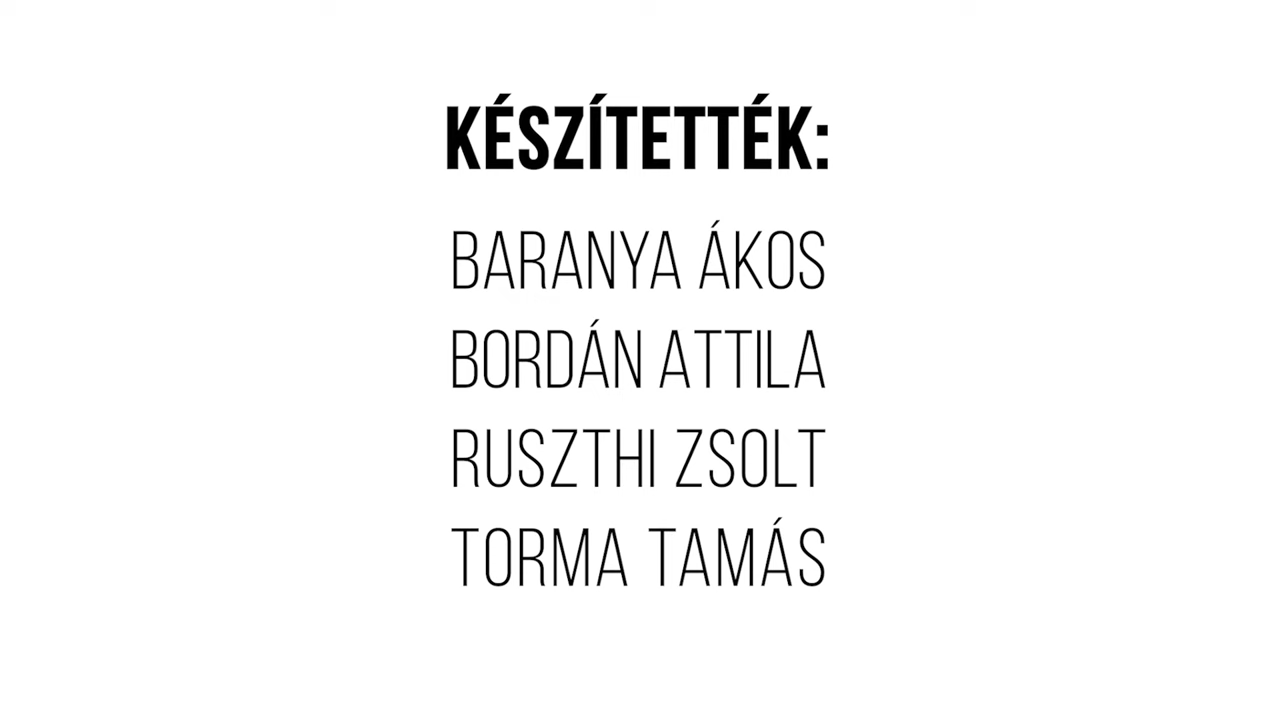 KÉSZÍTETTÉK:
BARANYA ÁKOS
BORDÁN ATTILA
RUSZTHI ZSOLT
TORMA TAMÁS